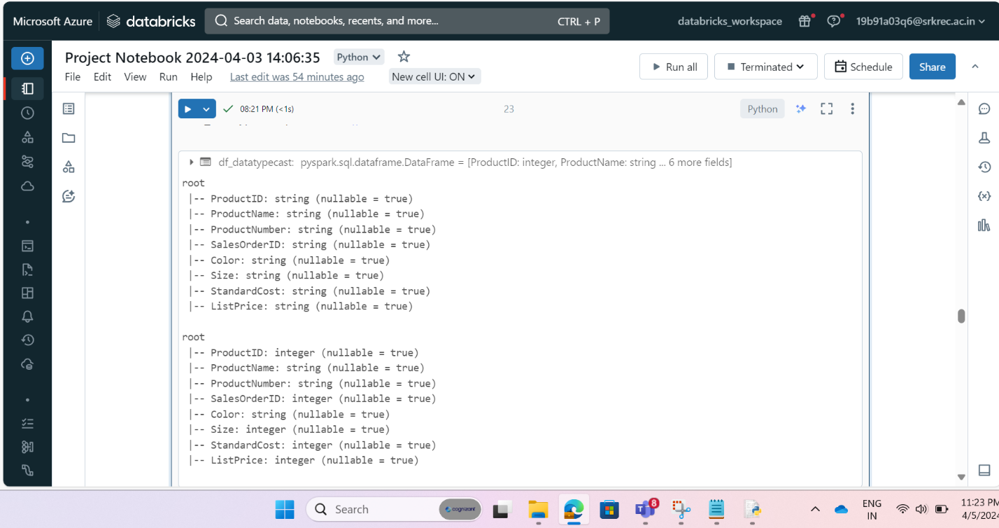 Microsoft Azure databricks Search data, notebooks, recents, and more... CTRL + P databricks_workspace 19b91a03q6@srkrec.ac.in
Project Notebook 2024-04-03 14:06:35 Python
File Edit View Run Help Last edit was 54 minutes ago New cell UI: ON Run all Terminated Schedule Share
08:21 PM (<1s) 23 Python
df_datatypecast: pyspark.sql.dataframe.DataFrame = [ProductID: integer, ProductName: string ... 6 more fields]
root
|-- ProductID: string (nullable = true)
|-- ProductName: string (nullable = true)
|-- ProductNumber: string (nullable = true)
|-- SalesOrderID: string (nullable = true)
|-- Color: string (nullable = true)
|-- Size: string (nullable = true)
|-- StandardCost: string (nullable = true)
|-- ListPrice: string (nullable = true)
root
|-- ProductID: integer (nullable = true)
|-- ProductName: string (nullable = true)
|-- ProductNumber: string (nullable = true)
|-- SalesOrderID: integer (nullable = true)
|-- Color: string (nullable = true)
|-- Size: integer (nullable = true)
|-- StandardCost: integer (nullable = true)
|-- ListPrice: integer (nullable = true)
Search cognizant 8 ENG 11:23 PM
IN 4/5/2024